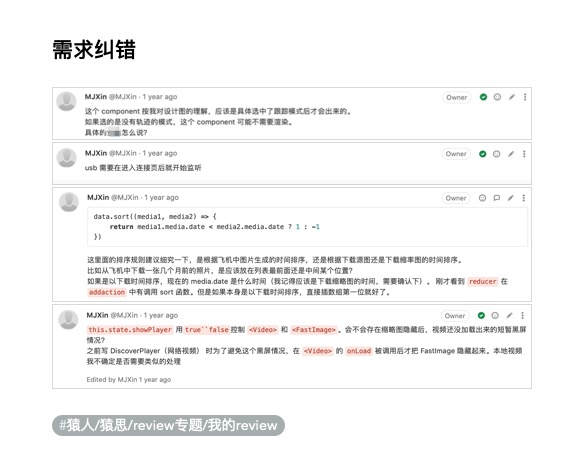 需求纠错
MJXin @MJXin · 1 year ago
Owner
这个 component 按我对设计图的理解，应该是具体选中了跟踪模式后才会出来的。
如果选的是没有轨迹的模式，这个 component 可能不需要渲染。
具体的 怎么说?
MJXin @MJXin · 1 year ago
Owner
usb 需要在进入连接页后就开始监听
MJXin @MJXin · 1 year ago
Owner
data.sort((media1, media2) => {
return media1.media.date < media2.media.date ? 1 : -1
})
这里面的排序规则建议细究一下，是根据飞机中图片生成的时间排序，还是根据下载源图还是下载缩率图的时间排序。
比如从飞机中下载一张几个月前的照片，是应该放在列表最前面还是中间某个位置?
如果是以下载时间排序，现在的 media.date 是什么时间（我记得应该是下载缩略图的时间，需要确认下）。 刚才看到 reducer 在
addaction 中有调用 sort 函数。但是如果本身是以下载时间排序，直接插数组第一位就好了。
MJXin @MJXin · 1 year ago
Owner
this.state.showPlayer 用 true``false 控制 <Video> 和 <FastImage>。会不会存在缩略图隐藏后，视频还没加载出来的短暂黑屏
情况?
之前写 DiscoverPlayer（网络视频） 时为了避免这个黑屏情况，在 <Video> 的 onLoad 被调用后才把 FastImage 隐藏起来。本地视频
我不确定是否需要类似的处理
Edited by MJXin 1 year ago
#猿人/猿思/review专题/我的review